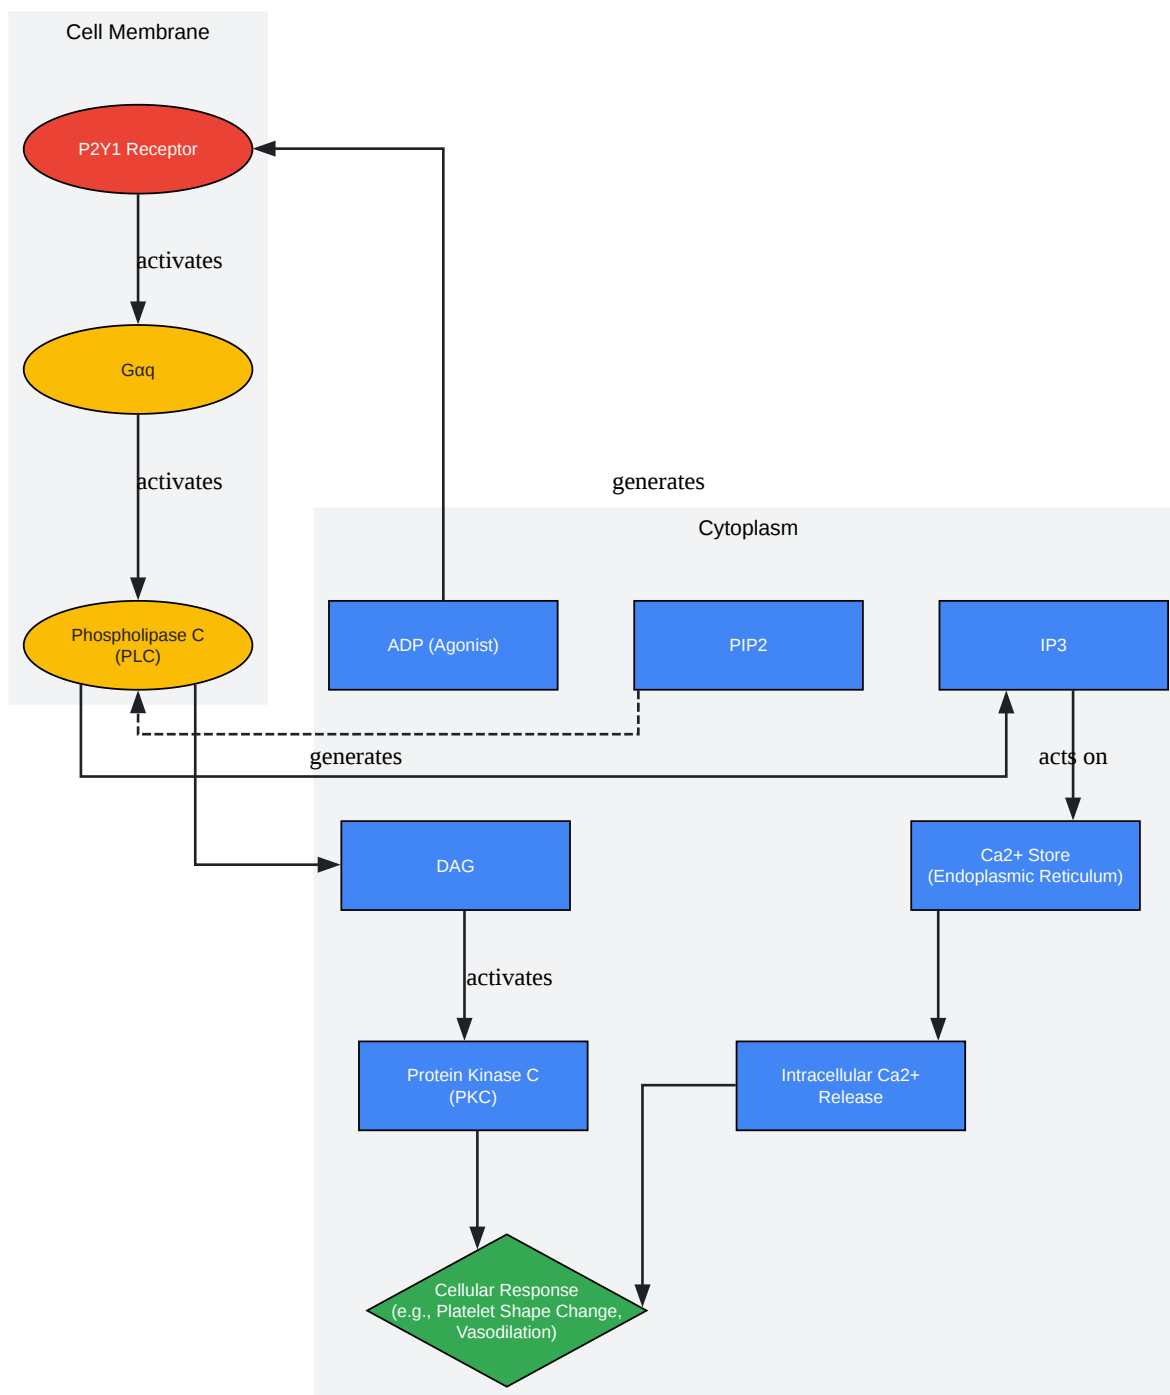 Cell Membrane
P2Y1 Receptor
activates
Gαq
activates
generates
Cytoplasm
Phospholipase C
(PLC)
ADP (Agonist)
PIP2
IP3
generates
acts on
DAG
Ca2+ Store
(Endoplasmic Reticulum)
activates
Protein Kinase C
(PKC)
Intracellular Ca2+
Release
Cellular Response
(e.g., Platelet Shape Change,
Vasodilation)